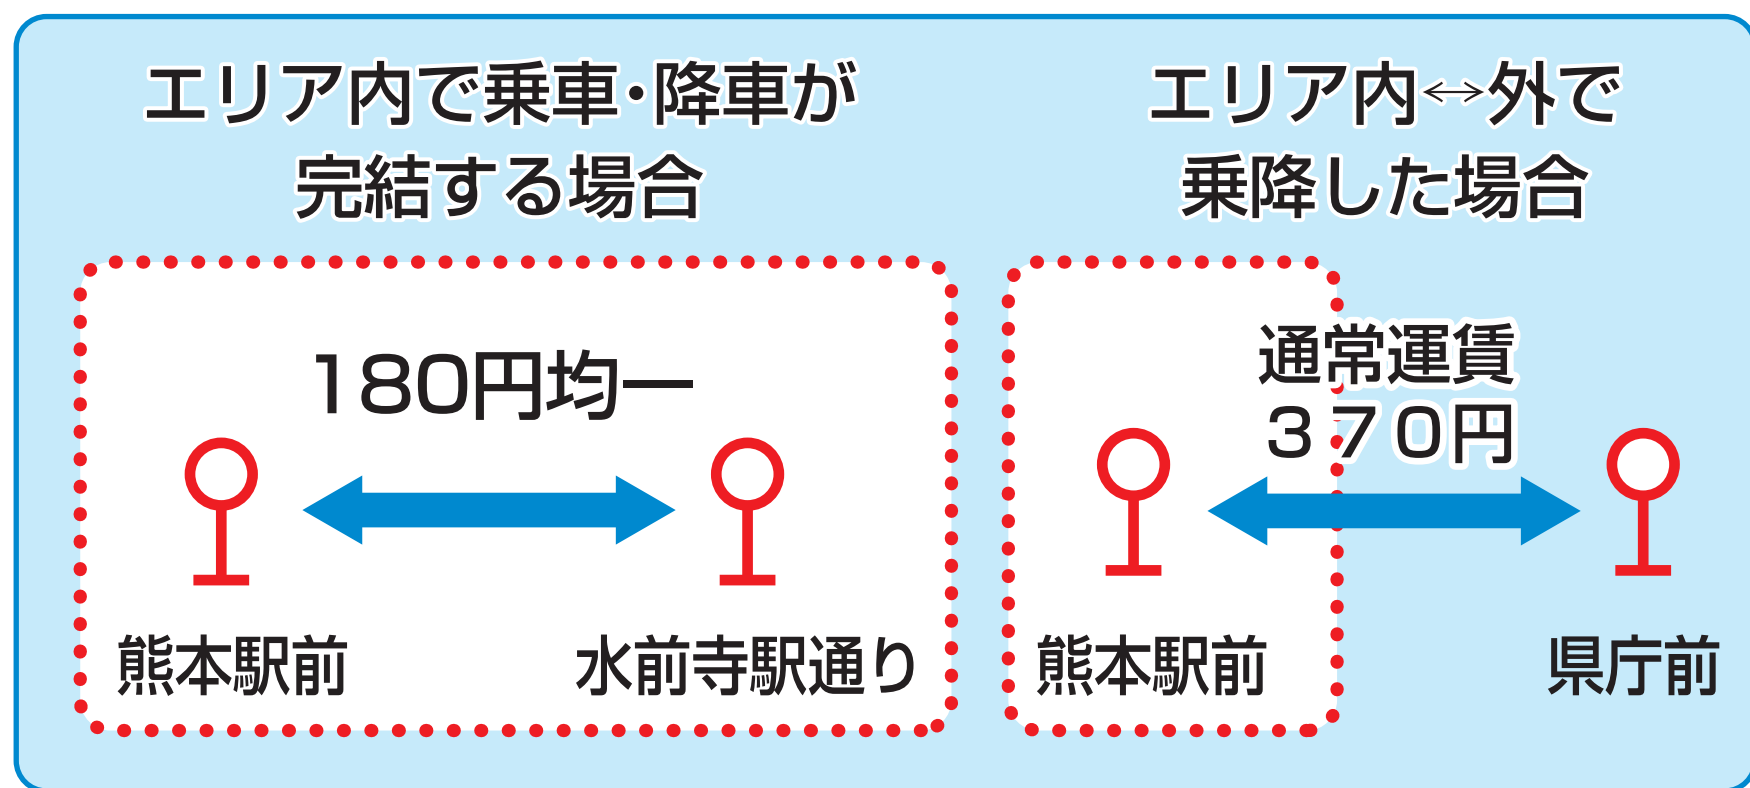 エリア内で乗車・降車が
完結する場合
180円均一
熊本駅前
水前寺駅通り
エリア内↔外で
乗降した場合
通常運賃
370円
熊本駅前
県庁前